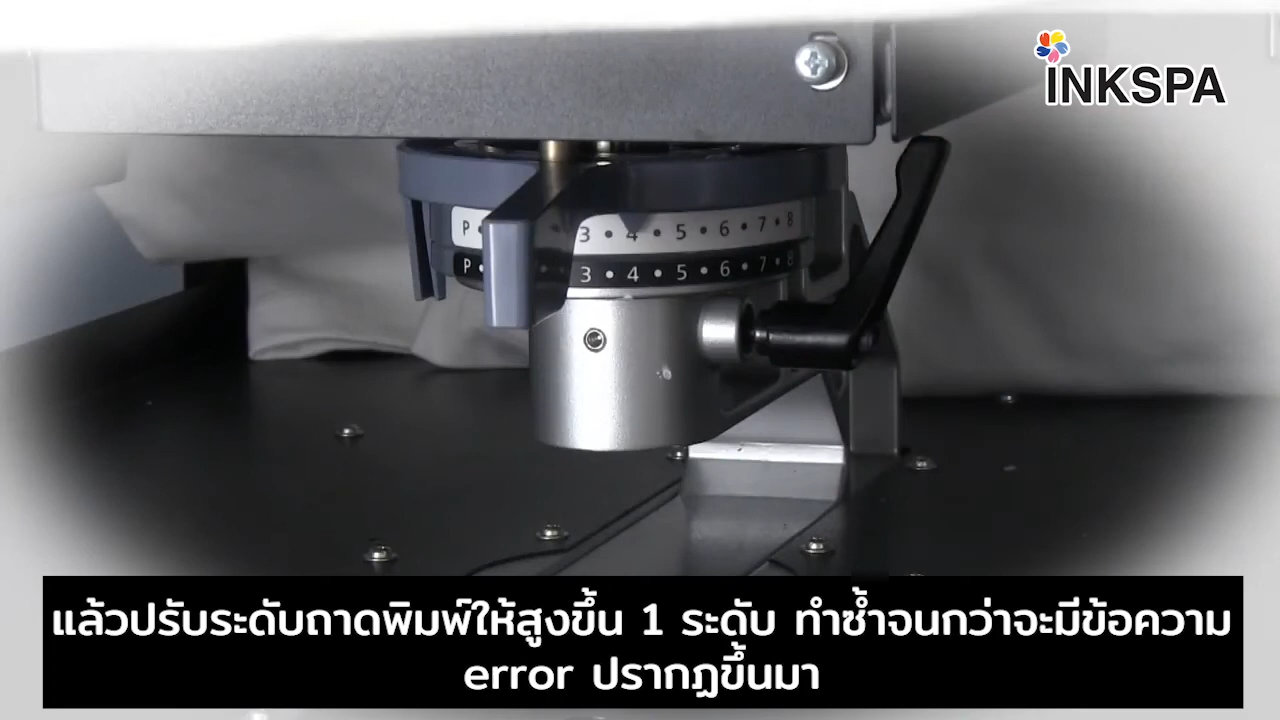 INKSPA
P • 3 • 4 • 5 • 6 • 7 • 8
P • • 3 • 4 • 5 • 6 • 7 • 8
แล้วปรับระดับถาดพิมพ์ให้สูงขึ้น 1 ระดับ ทำซ้ำจนกว่าจะมีข้อความ
error ปรากฏขึ้นมา